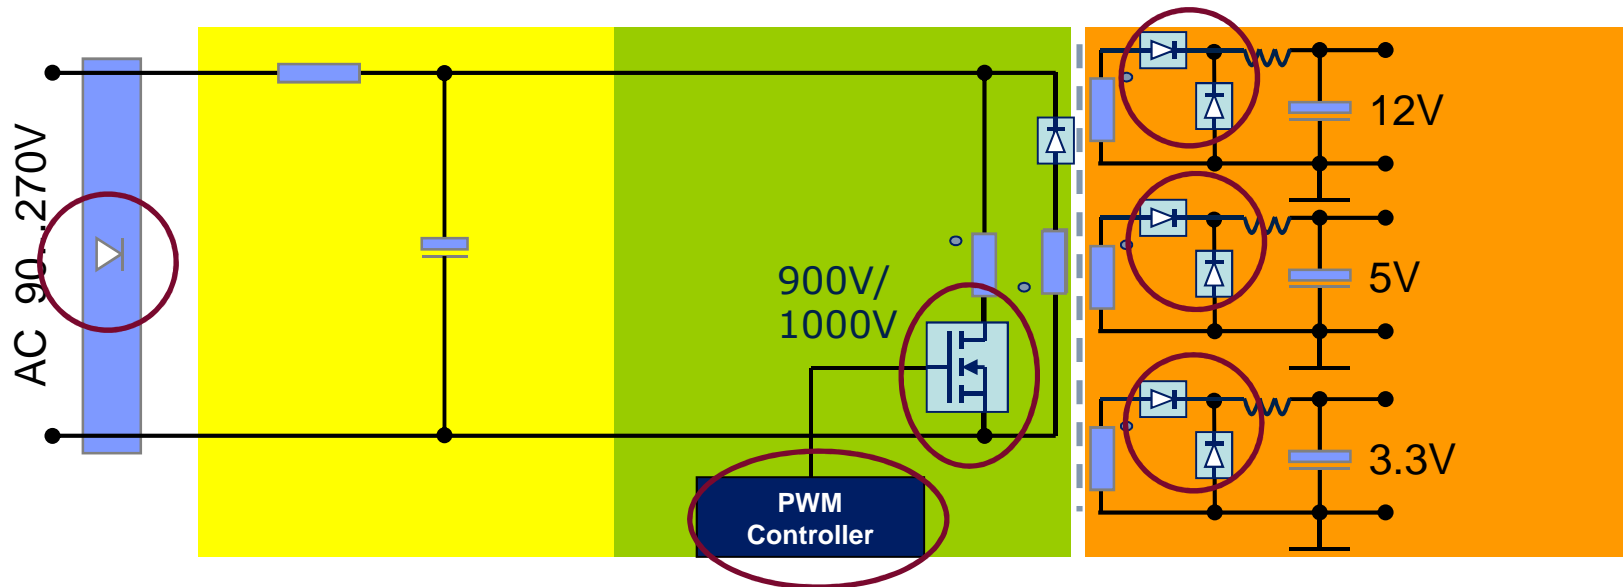 AC 90...270V
900V/
1000V
PWM
Controller
12V
5V
3.3V